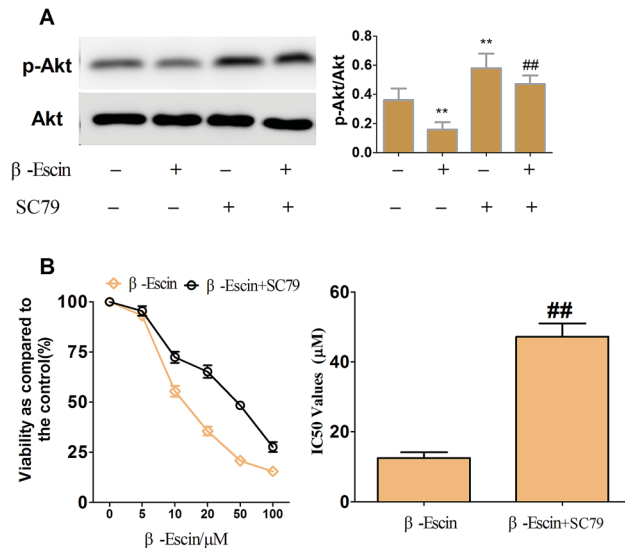 A
p-Akt
Akt
β -Escin − + − +
SC79 − − + +
p-Akt/Akt
0.8
0.6
0.4
0.2
0.0
** ** ##
− + − +
− − + +
B
β -Escin β -Escin+SC79
Viability as compared to
the control(%)
100
75
50
25
0
0 5 10 20 50 100
β -Escin/μM
IC50 Values (μM)
60
40
20
0
##
β -Escin β -Escin+SC79